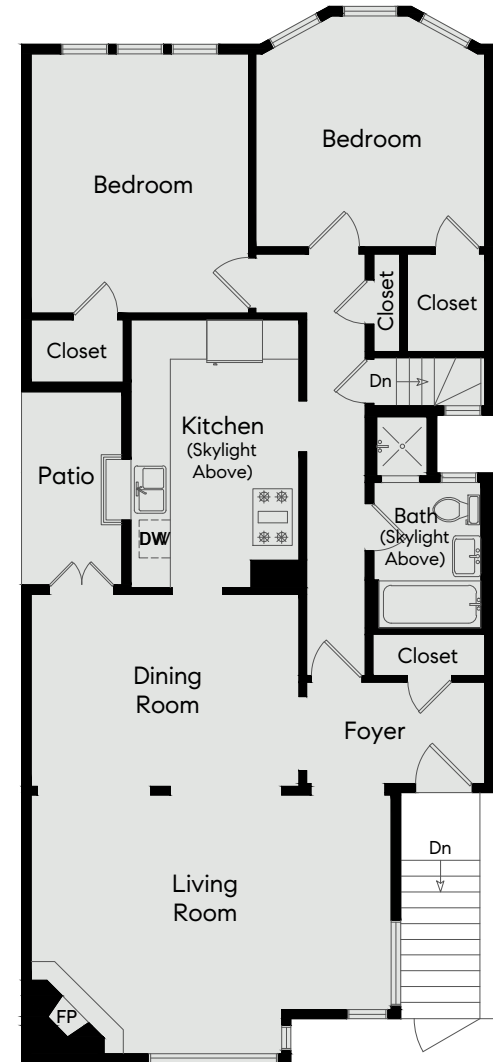 Bedroom
Bedroom
Closet
Closet
Closet
Dn
Kitchen
(Skylight
Above)
Patio
DW
Bath
(Skylight
Above)
Closet
Dining
Room
Foyer
Dn
Living
Room
FP